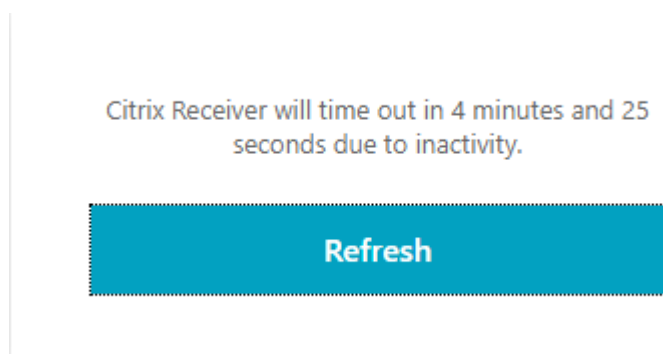 Citrix Receiver will time out in 4 minutes and 25
seconds due to inactivity.
Refresh